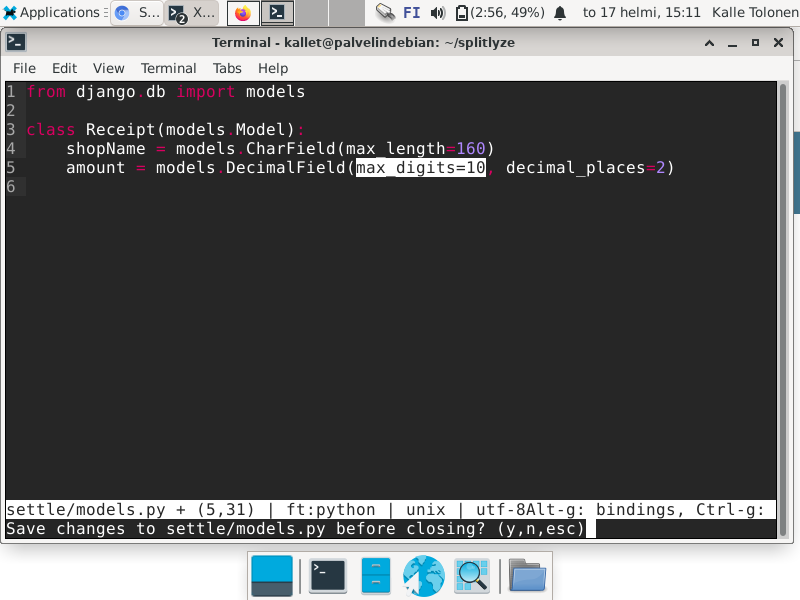 Applications S... X... 2 FI (2:56, 49%) to 17 helmi, 15:11 Kalle Tolonen
Terminal - kallet@palvelindebian: ~/splitlyze
File Edit View Terminal Tabs Help
1 from django.db import models
2
3 class Receipt(models.Model):
4 shopName = models.CharField(max_length=160)
5 amount = models.DecimalField(max_digits=10, decimal_places=2)
6
settle/models.py + (5,31) | ft:python | unix | utf-8Alt-g: bindings, Ctrl-g:
Save changes to settle/models.py before closing? (y,n,esc)
>_